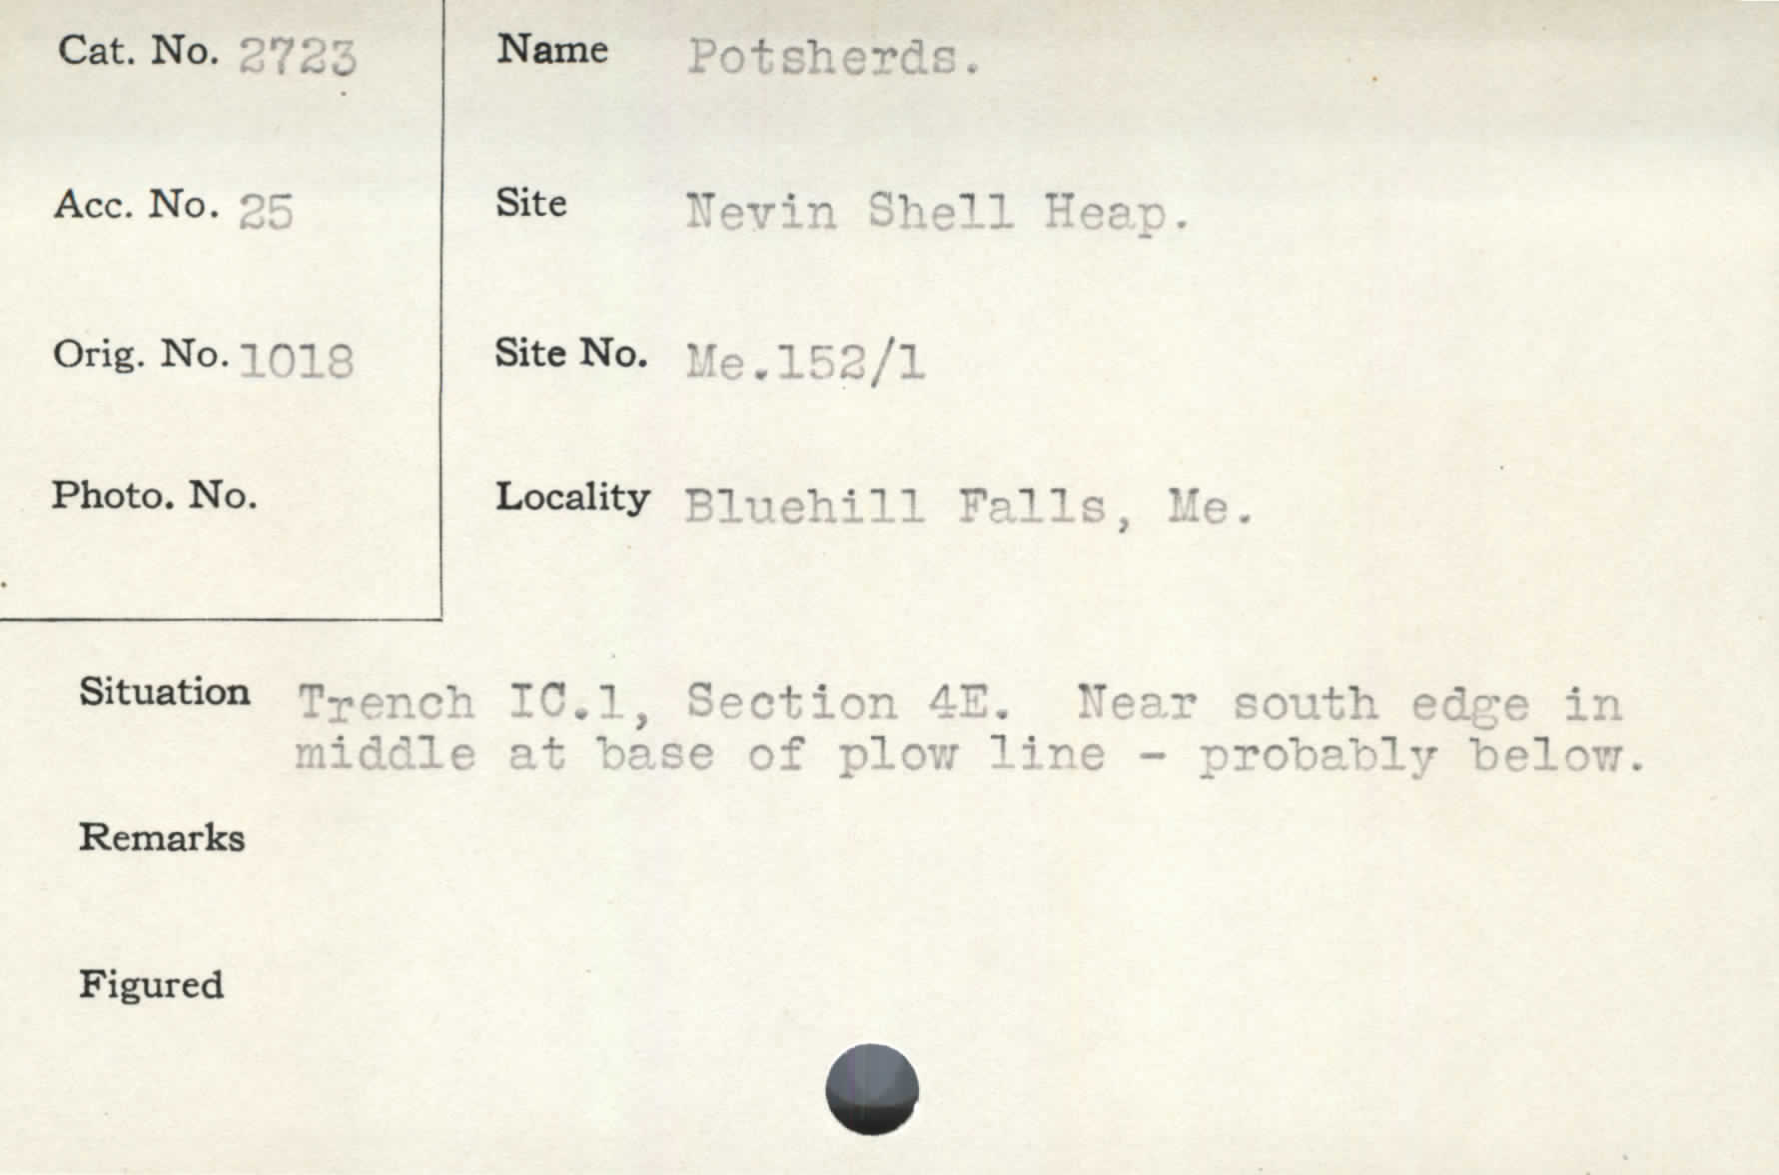 Cat. No. 2723
Name Potsherds.
Acc. No. 25
Site Nevin Shell Heap.
Orig. No. 1018
Site No. Me.152/1
Photo. No.
Locality Bluehill Falls, Me.
Situation Trench IC.1, Section 4E. Near south edge in
middle at base of plow line - probably below.
Remarks
Figured